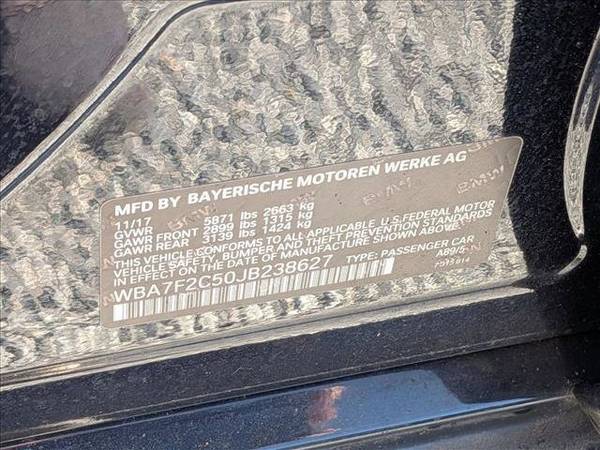 MFD BY BAYERISCHE MOTOREN WERKE AG
11/17
GVWR 5871 lbs 2663 kg
GAWR FRONT 2899 lbs 1315 kg
GAWR REAR 3139 lbs 1424 kg
THIS VEHICLE CONFORMS TO ALL APPLICABLE U.S.FEDERAL MOTOR
VEHICLE SAFETY, BUMPER, AND THEFT PREVENTION STANDARDS
IN EFFECT ON THE DATE OF MANUFACTURE SHOWN ABOVE.
WBA7F2C50JB238627 TYPE: PASSENGER CAR
BMW